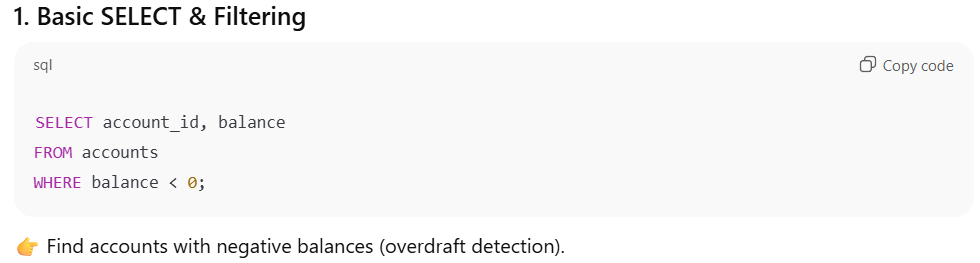 1. Basic SELECT & Filtering
sql
Copy code
SELECT account_id, balance
FROM accounts
WHERE balance < 0;
👉 Find accounts with negative balances (overdraft detection).